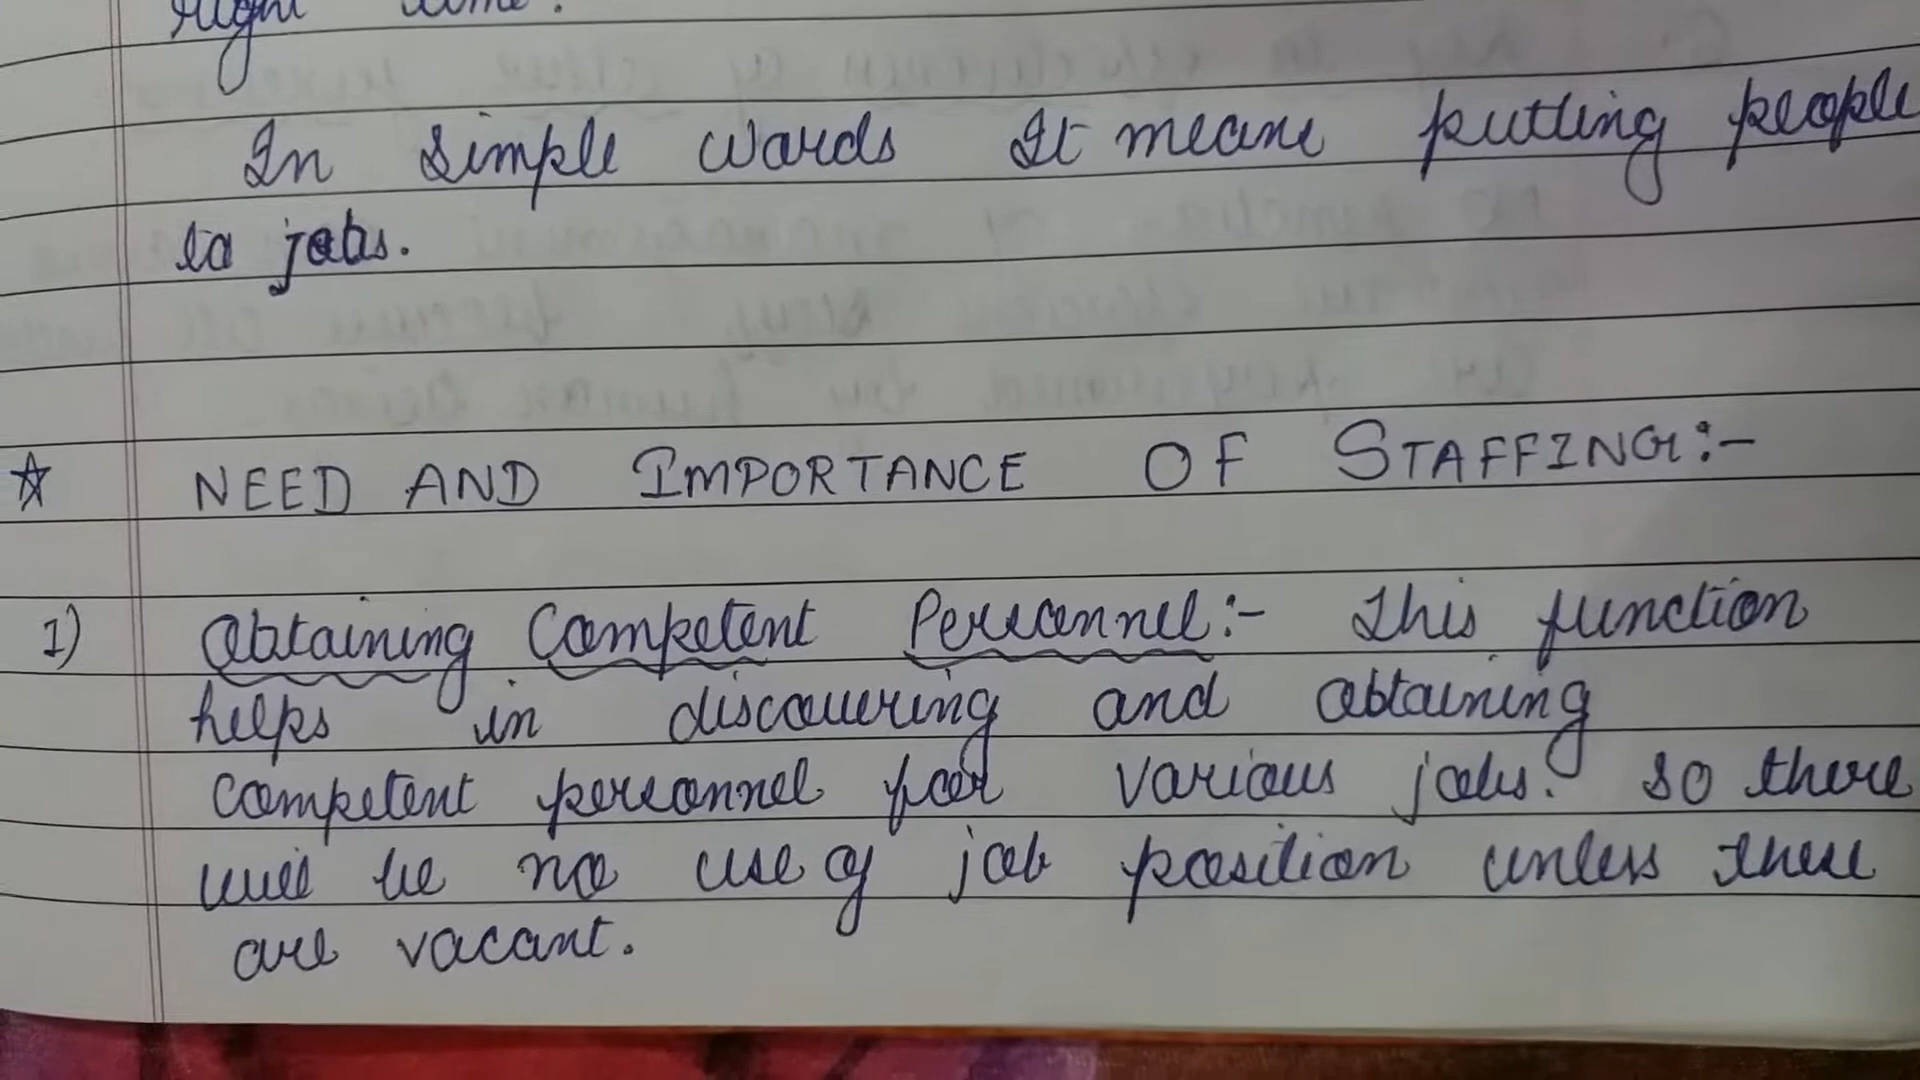 right time.
In simple words It means putting people
to jobs.
☆ NEED AND IMPORTANCE OF STAFFING:-
1) Obtaining Competent Personnel:- This function
helps in discovering and obtaining
competent personnel for various jobs. so there
will be no use of job position unless there
are vacant.